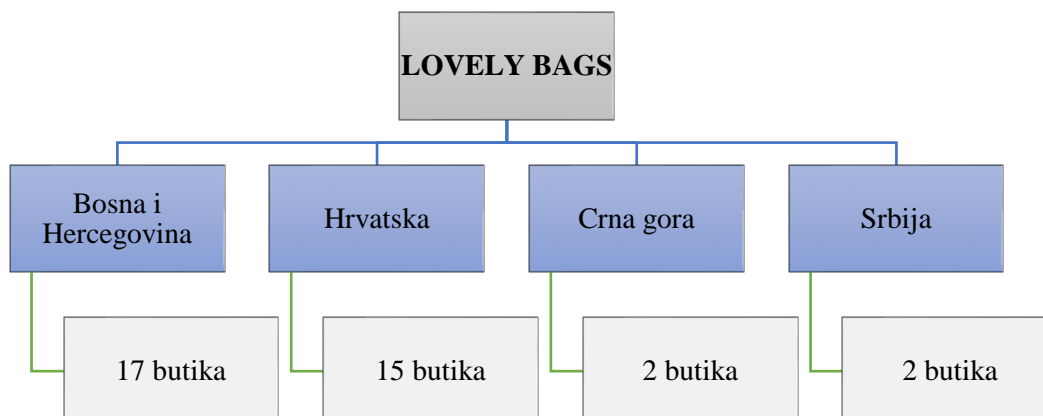 LOVELY BAGS
Bosna i
Hercegovina
Hrvatska
Crna gora
Srbija
17 butika
15 butika
2 butika
2 butika